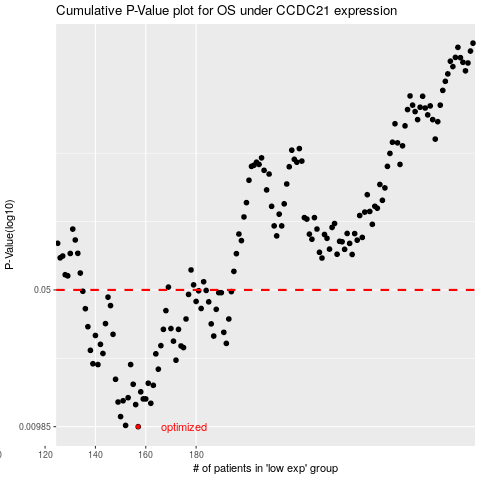 Cumulative P-Value plot for OS under CCDC21 expression
P-Value(log10)
0.05
0.00985
optimized
0 120 140 160 180
# of patients in 'low exp' group